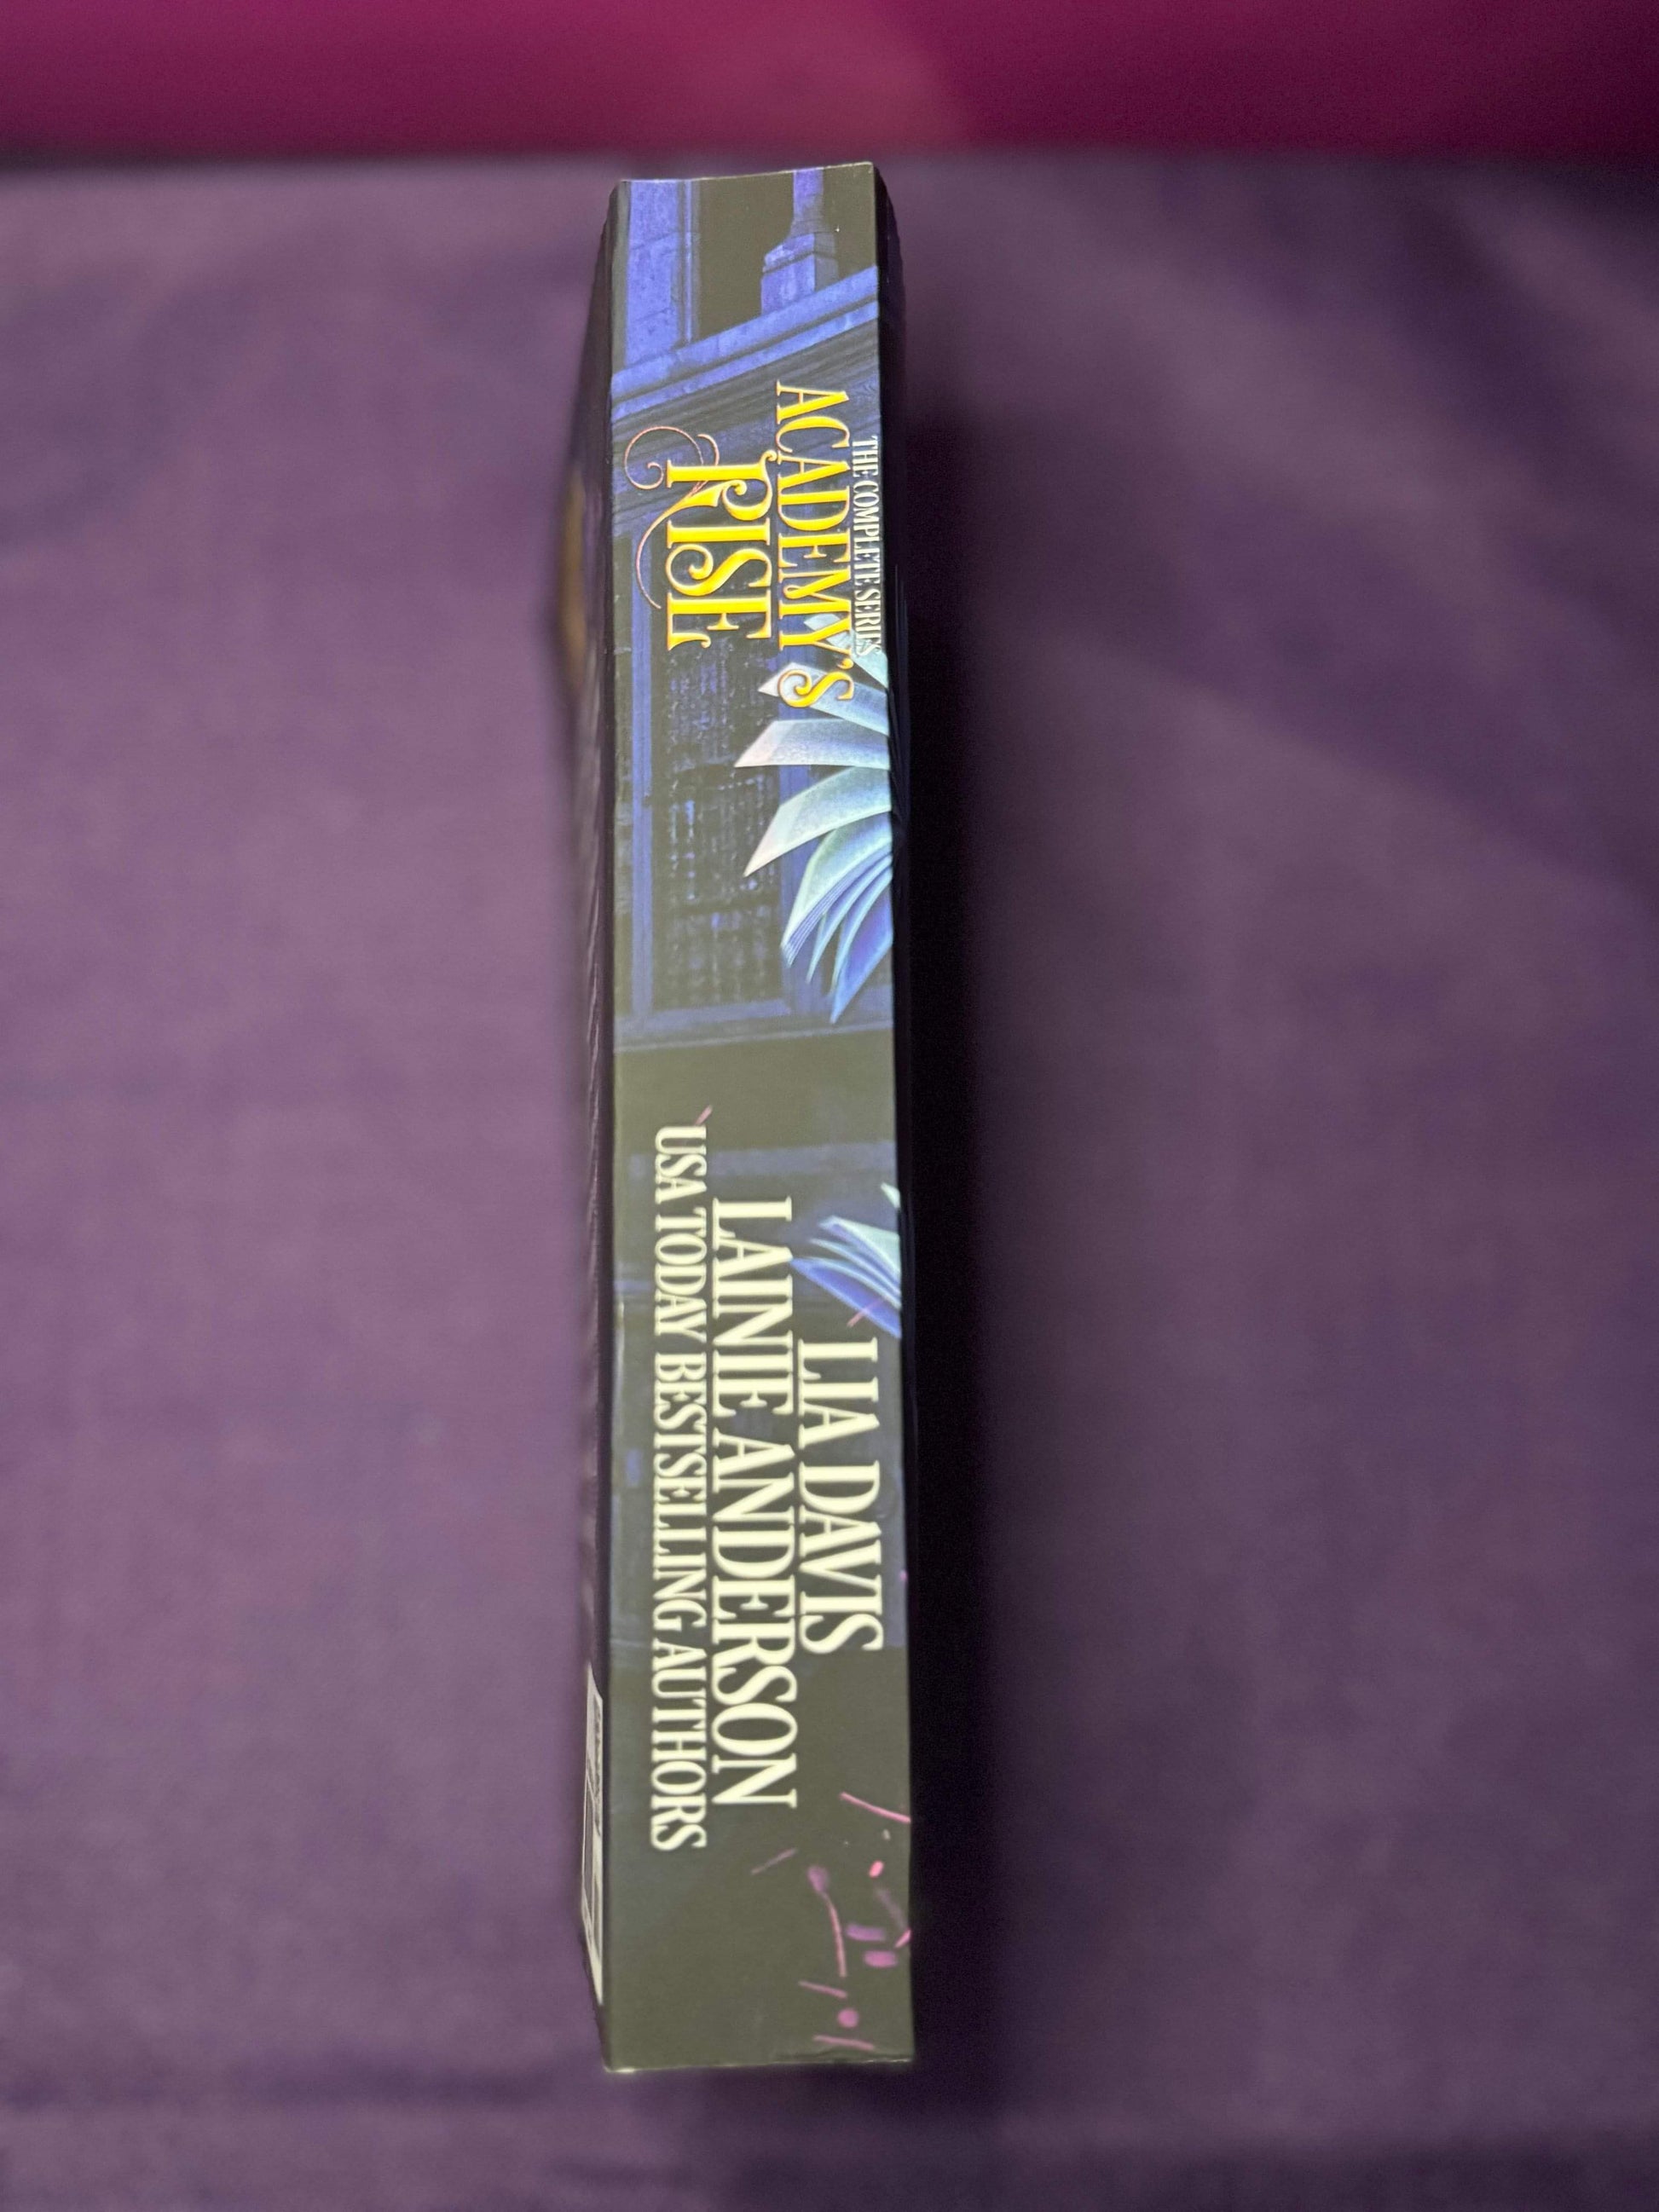 THE COMPLETE SERIES
ACADEMY'S
RISE
LIA DAVIS
LAINIE ANDERSON
USA TODAY BESTSELLING AUTHORS